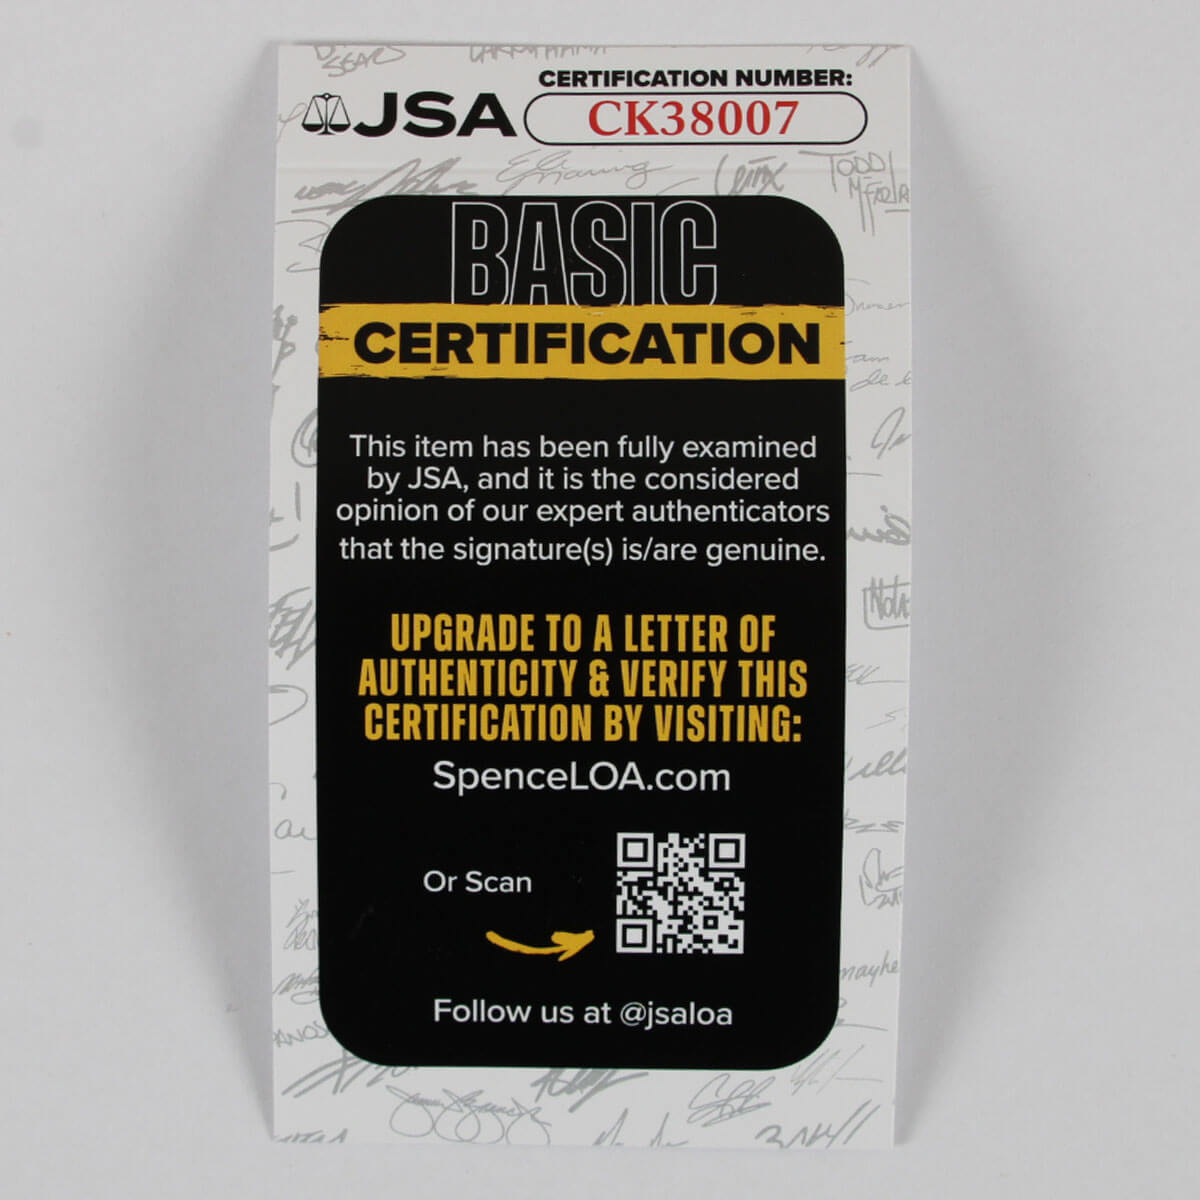 CERTIFICATION NUMBER:
JSA
CK38007
BASIC
CERTIFICATION
This item has been fully examined
by JSA, and it is the considered
opinion of our expert authenticators
that the signature(s) is/are genuine.
UPGRADE TO A LETTER OF
AUTHENTICITY & VERIFY THIS
CERTIFICATION BY VISITING:
SpenceLOA.com
Or Scan
Follow us at @jsaloa